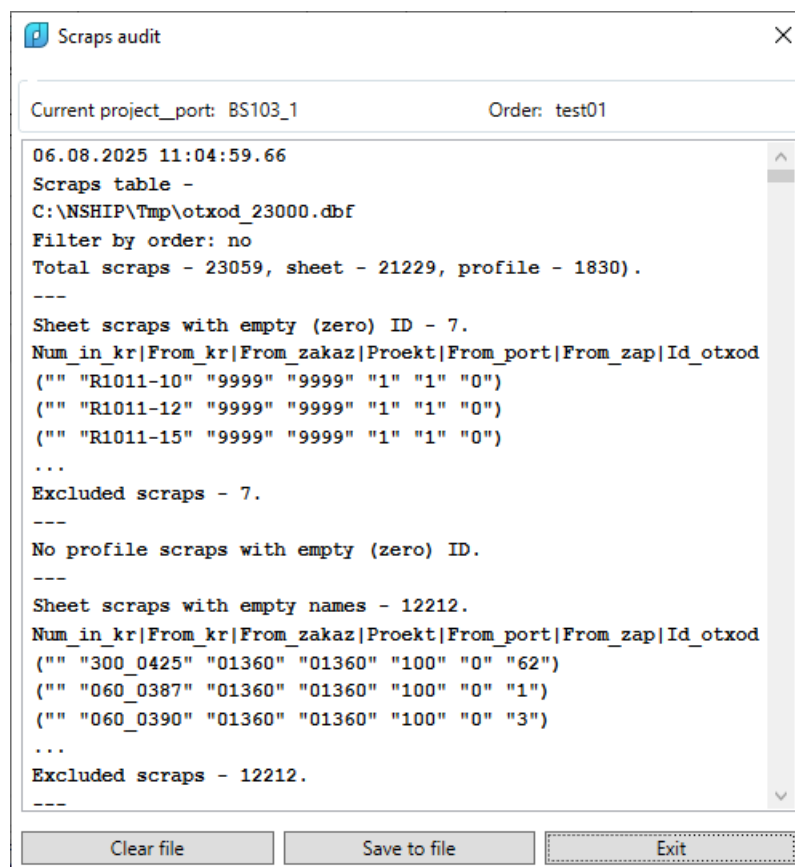 Scraps audit
Current project__port: BS103_1 Order: test01
06.08.2025 11:04:59.66
Scraps table -
C:\NSHIP\Tmp\otxod_23000.dbf
Filter by order: no
Total scraps - 23059, sheet - 21229, profile - 1830).
---
Sheet scraps with empty (zero) ID - 7.
Num_in_kr|From_kr|From_zakaz|Proekt|From_port|From_zap|Id_otxod
("" "R1011-10" "9999" "9999" "1" "1" "0")
("" "R1011-12" "9999" "9999" "1" "1" "0")
("" "R1011-15" "9999" "9999" "1" "1" "0")
...
Excluded scraps - 7.
---
No profile scraps with empty (zero) ID.
---
Sheet scraps with empty names - 12212.
Num_in_kr|From_kr|From_zakaz|Proekt|From_port|From_zap|Id_otxod
("" "300_0425" "01360" "01360" "100" "0" "62")
("" "060_0387" "01360" "01360" "100" "0" "1")
("" "060_0390" "01360" "01360" "100" "0" "3")
...
Excluded scraps - 12212.
---
Clear file Save to file Exit